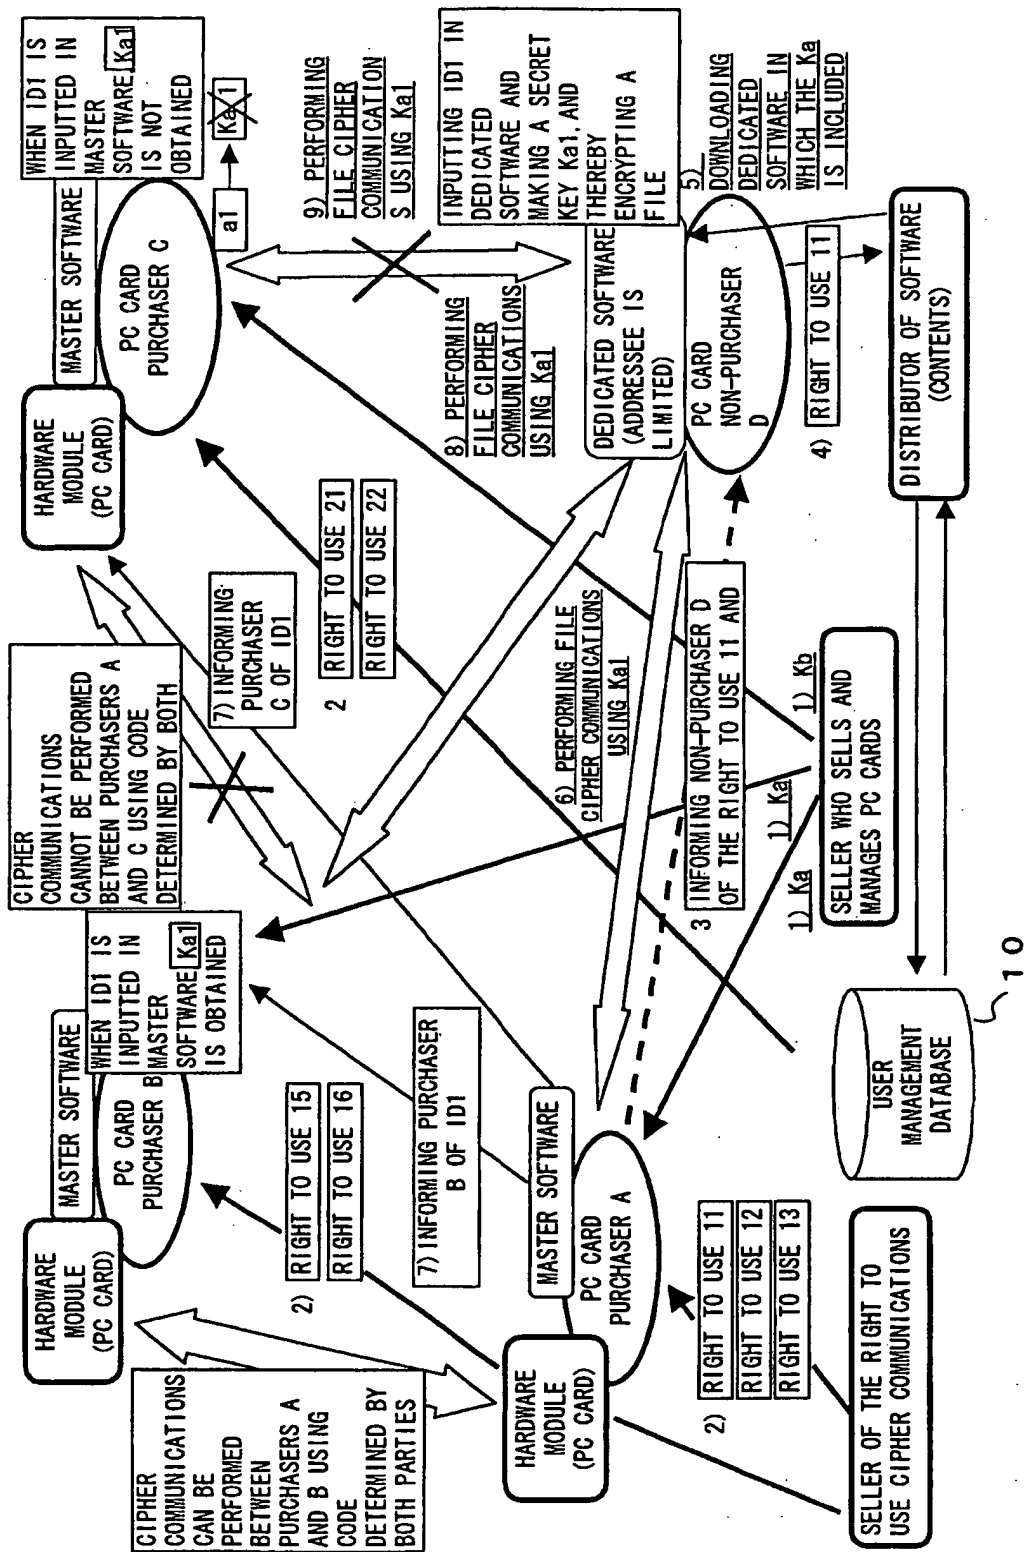 CIPHER
COMMUNICATIONS
CAN BE
PERFORMED
BETWEEN
PURCHASERS A
AND B USING
CODE
DETERMINED BY
BOTH PARTIES
HARDWARE
MODULE
(PC CARD)
MASTER SOFTWARE
PC CARD
PURCHASER B
WHEN ID1 IS
INPUTTED IN
MASTER
SOFTWARE, Ka1
IS OBTAINED
CIPHER
COMMUNICATIONS
CANNOT BE PERFORMED
BETWEEN PURCHASERS A
AND C USING CODE
DETERMINED BY BOTH
HARDWARE
MODULE
(PC CARD)
MASTER SOFTWARE
PC CARD
PURCHASER C
WHEN ID1 IS
INPUTTED IN
MASTER
SOFTWARE, Ka1
IS NOT
OBTAINED
a1
Ka1
2)
RIGHT TO USE 15
RIGHT TO USE 16
7) INFORMING PURCHASER
B OF ID1
7) INFORMING
PURCHASER
C OF ID1
2
RIGHT TO USE 21
RIGHT TO USE 22
8) PERFORMING
FILE CIPHER
COMMUNICATIONS
USING Ka1
9) PERFORMING
FILE CIPHER
COMMUNICATION
S USING Ka1
HARDWARE
MODULE
(PC CARD)
MASTER SOFTWARE
PC CARD
PURCHASER A
6) PERFORMING FILE
CIPHER COMMUNICATIONS
USING Ka1
DEDICATED SOFTWARE
(ADDRESSEE IS
LIMITED)
INPUTTING ID1 IN
DEDICATED
SOFTWARE AND
MAKING A SECRET
KEY Ka1, AND
THEREBY
ENCRYPTING A
FILE
PC CARD
NON-PURCHASER
D
3
INFORMING NON-PURCHASER D
OF THE RIGHT TO USE 11 AND
5)
DOWNLOADING
DEDICATED
SOFTWARE IN
WHICH THE Ka
IS INCLUDED
2)
RIGHT TO USE 11
RIGHT TO USE 12
RIGHT TO USE 13
1) Ka
1) Ka
1) Kb
4)
RIGHT TO USE 11
SELLER OF THE RIGHT TO
USE CIPHER COMMUNICATIONS
USER
MANAGEMENT
DATABASE
10
SELLER WHO SELLS AND
MANAGES PC CARDS
DISTRIBUTOR OF SOFTWARE
(CONTENTS)